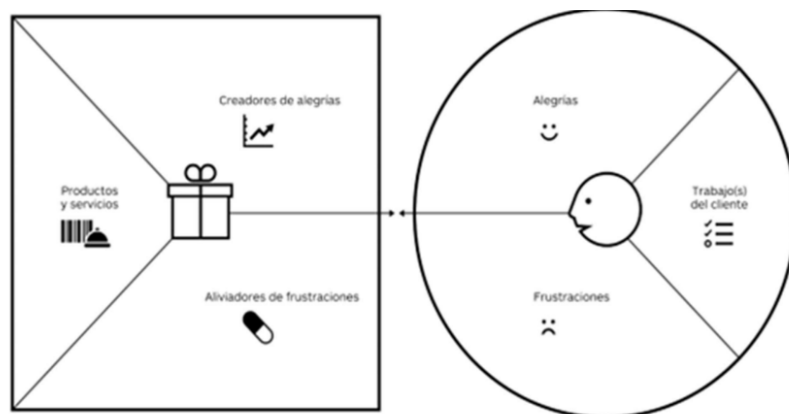 Creadores de alegrías
Productos
y servicios
Aliviadores de frustraciones
Alegrías
Trabajo(s)
del cliente
Frustraciones